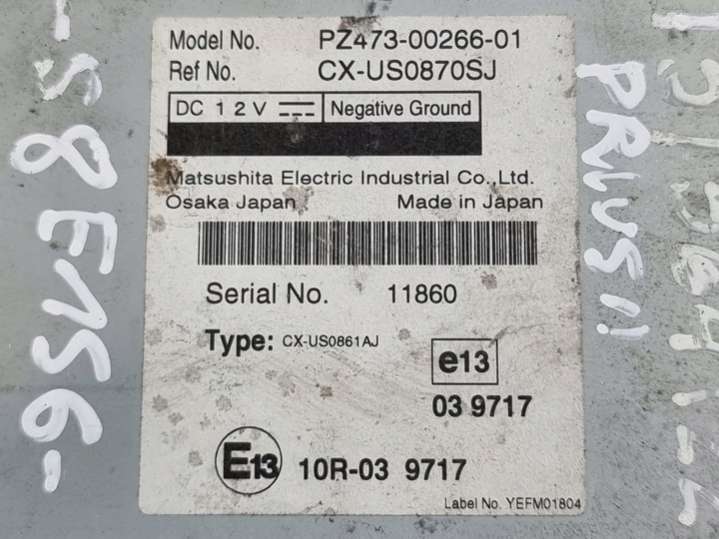 Model No. PZ473-00266-01
Ref No. CX-US0870SJ
DC 12V Negative Ground
Matsushita Electric Industrial Co., Ltd.
Osaka Japan Made in Japan
Serial No. 11860
Type: CX-US0861AJ
e13
03 9717
E13 10R-03 9717
Label No. YEFM01804
-S8E156-
PRIUS II